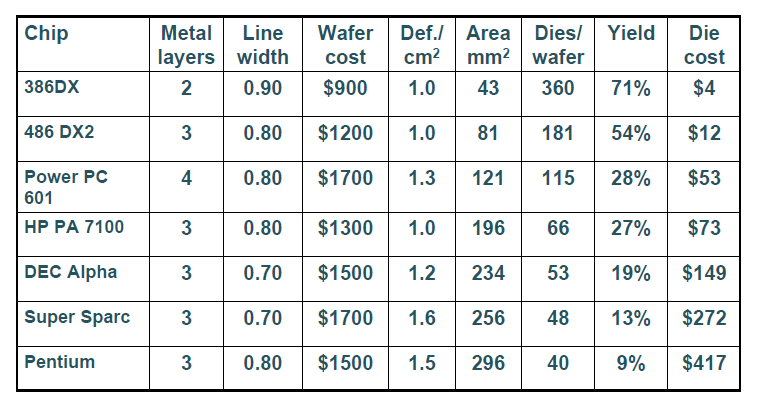 Chip Metal layers Line width Wafer cost Def./ cm² Area mm² Dies/ wafer Yield Die cost
386DX 2 0.90 $900 1.0 43 360 71% $4
486 DX2 3 0.80 $1200 1.0 81 181 54% $12
Power PC 601 4 0.80 $1700 1.3 121 115 28% $53
HP PA 7100 3 0.80 $1300 1.0 196 66 27% $73
DEC Alpha 3 0.70 $1500 1.2 234 53 19% $149
Super Sparc 3 0.70 $1700 1.6 256 48 13% $272
Pentium 3 0.80 $1500 1.5 296 40 9% $417